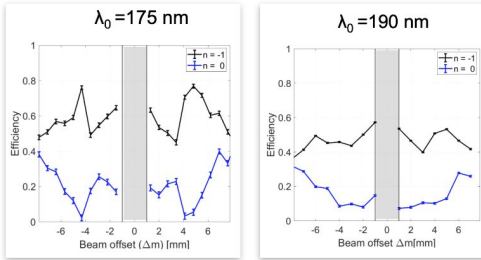 λ₀ =175 nm
1
0.8
0.6
0.4
0.2
0
Efficiency
n = -1
n = 0
-6 -4 -2 0 2 4 6
Beam offset (Δm) [mm]
λ₀ =190 nm
1
0.8
0.6
0.4
0.2
0
Efficiency
n = -1
n = 0
-6 -4 -2 0 2 4 6
Beam offset Δm[mm]